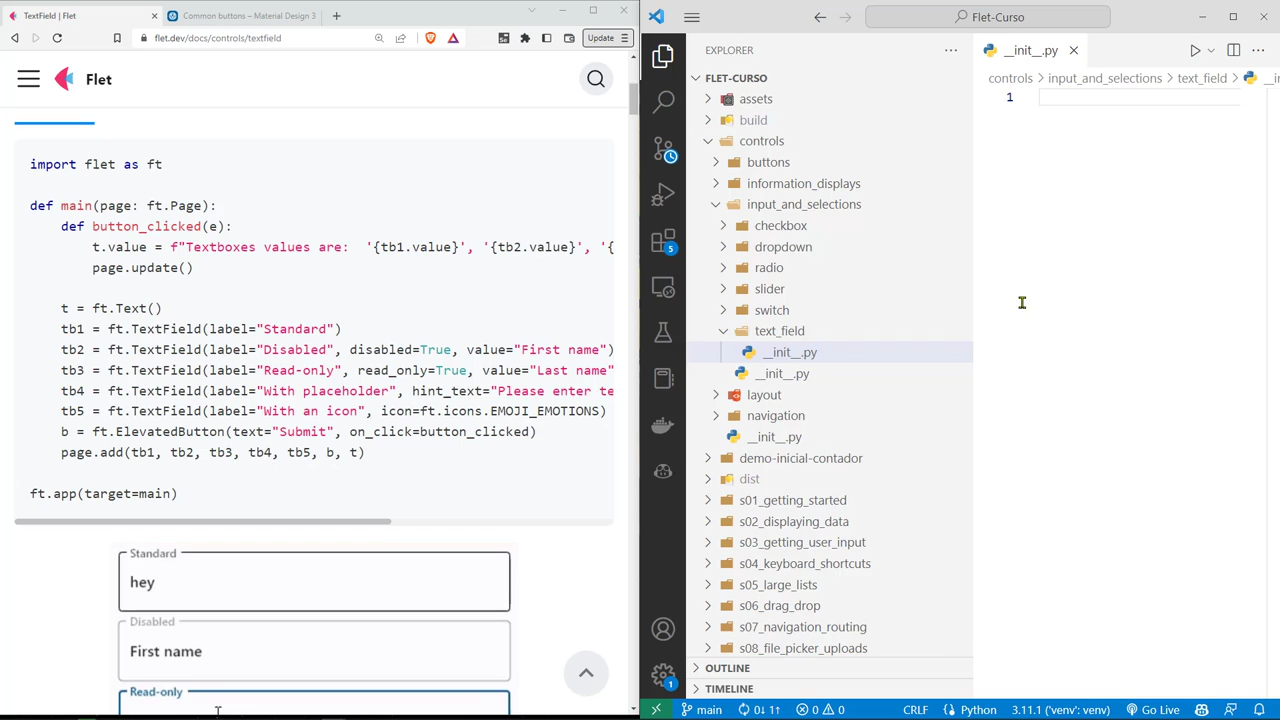 TextField | Flet
Common buttons – Material Design 3
flet.dev/docs/controls/textfield
Update
Flet
import flet as ft
def main(page: ft.Page):
def button_clicked(e):
t.value = f"Textboxes values are:  '{tb1.value}', '{tb2.value}', '{
page.update()
t = ft.Text()
tb1 = ft.TextField(label="Standard")
tb2 = ft.TextField(label="Disabled", disabled=True, value="First name")
tb3 = ft.TextField(label="Read-only", read_only=True, value="Last name"
tb4 = ft.TextField(label="With placeholder", hint_text="Please enter te
tb5 = ft.TextField(label="With an icon", icon=ft.icons.EMOJI_EMOTIONS)
b = ft.ElevatedButton(text="Submit", on_click=button_clicked)
page.add(tb1, tb2, tb3, tb4, tb5, b, t)
ft.app(target=main)
Standard
hey
Disabled
First name
Read-only
Flet-Curso
EXPLORER
FLET-CURSO
assets
build
controls
buttons
information_displays
input_and_selections
checkbox
dropdown
radio
slider
switch
text_field
__init__.py
__init__.py
layout
navigation
__init__.py
demo-inicial-contador
dist
s01_getting_started
s02_displaying_data
s03_getting_user_input
s04_keyboard_shortcuts
s05_large_lists
s06_drag_drop
s07_navigation_routing
s08_file_picker_uploads
OUTLINE
TIMELINE
5
1
__init__.py
controls > input_and_selections > text_field > __i
1
main
0↓ 1↑
0
0
CRLF
Python
3.11.1 ('venv': venv)
Go Live